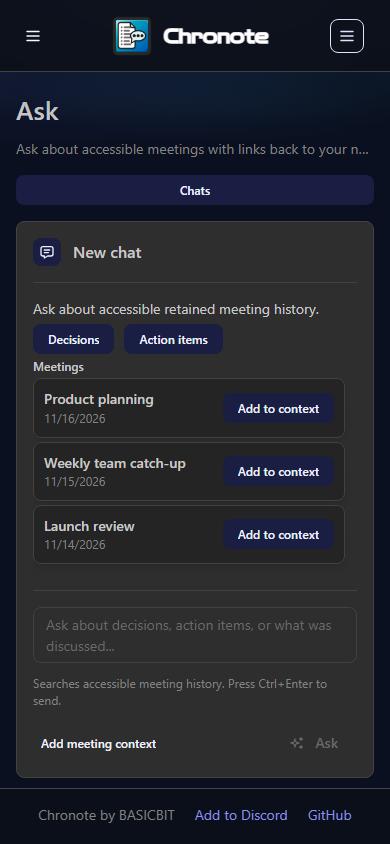 Chronote
Ask
Ask about accessible meetings with links back to your n...
Chats
New chat
Ask about accessible retained meeting history.
Decisions
Action items
Meetings
Product planning
11/16/2026
Add to context
Weekly team catch-up
11/15/2026
Add to context
Launch review
11/14/2026
Add to context
Ask about decisions, action items, or what was
discussed...
Searches accessible meeting history. Press Ctrl+Enter to
send.
Add meeting context
Ask
Chronote by BASICBIT
Add to Discord
GitHub